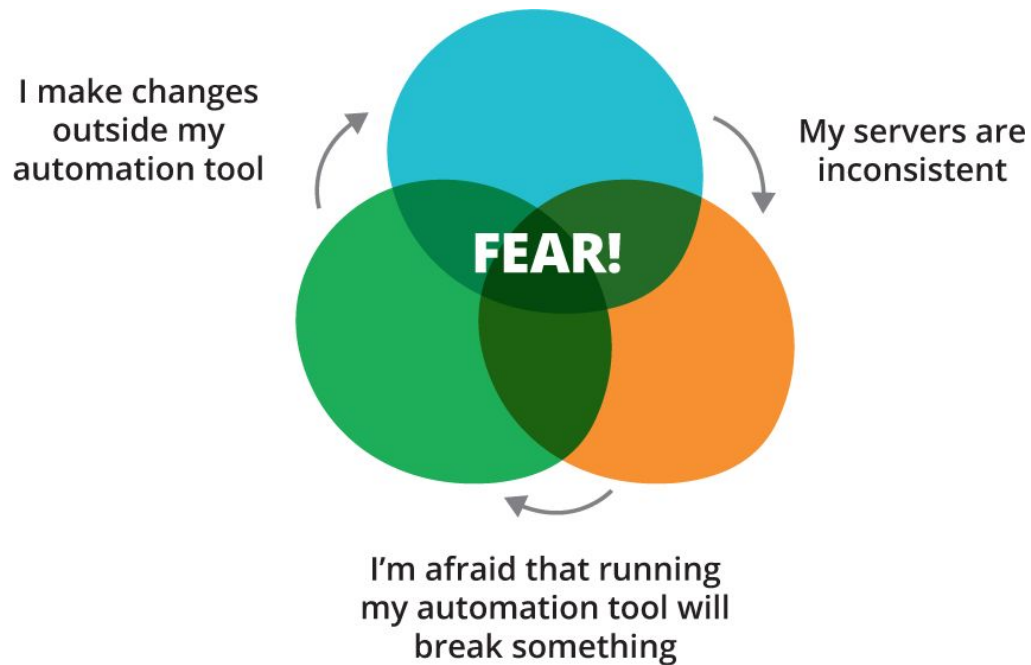 I make changes
outside my
automation tool
My servers are
inconsistent
FEAR!
I’m afraid that running
my automation tool will
break something